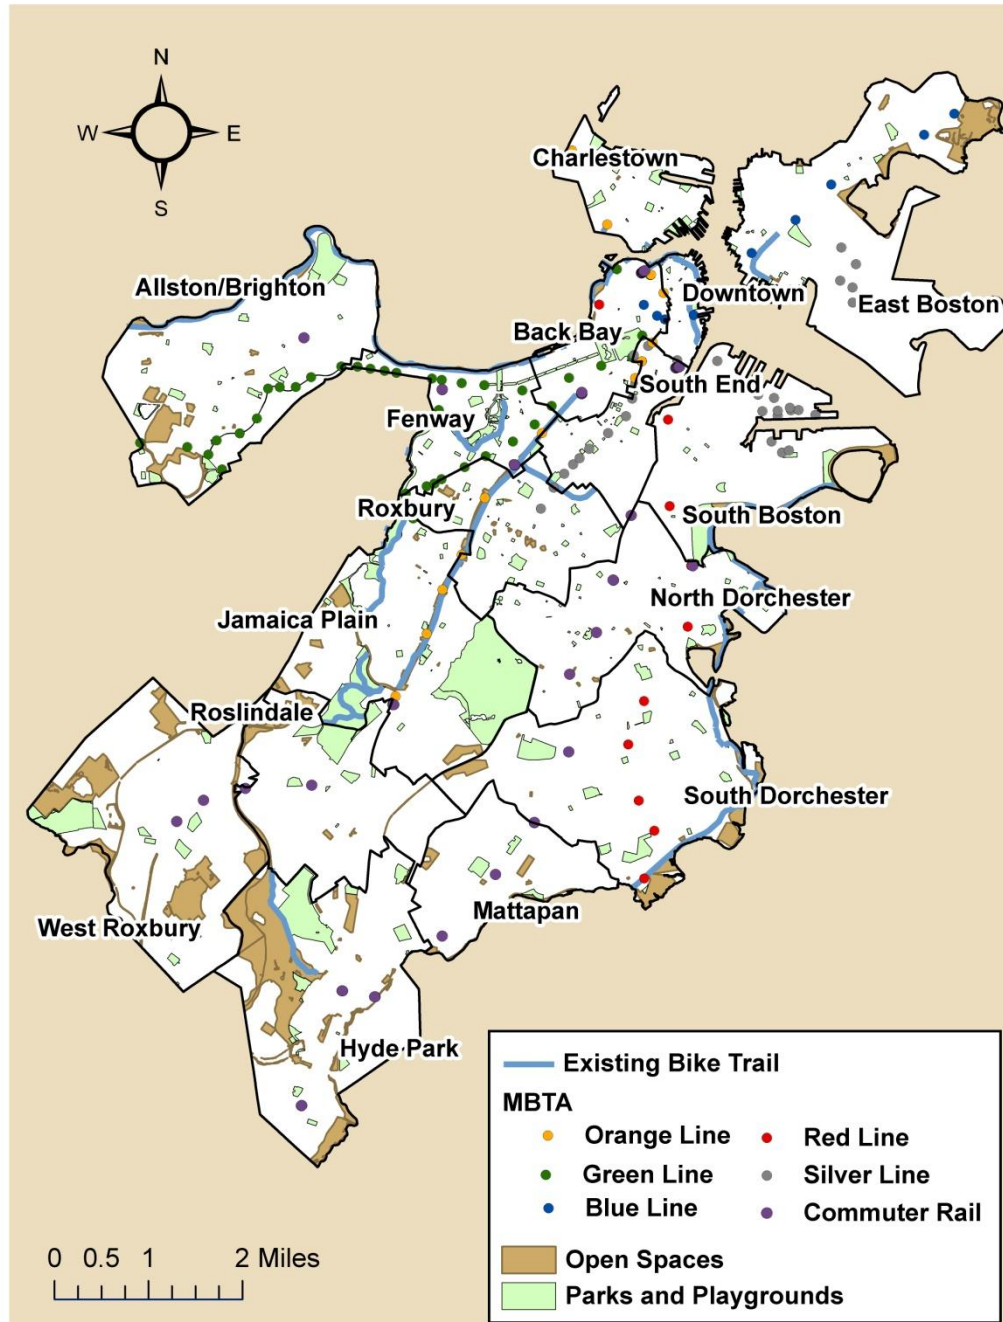 N
W E
S
Charlestown
Allston/Brighton
Downtown
East Boston
Back Bay
South End
Fenway
Roxbury
South Boston
North Dorchester
Jamaica Plain
Roslindale
South Dorchester
Mattapan
West Roxbury
Hyde Park
Existing Bike Trail
MBTA
Orange Line Red Line
Green Line Silver Line
Blue Line Commuter Rail
Open Spaces
Parks and Playgrounds
0 0.5 1 2 Miles